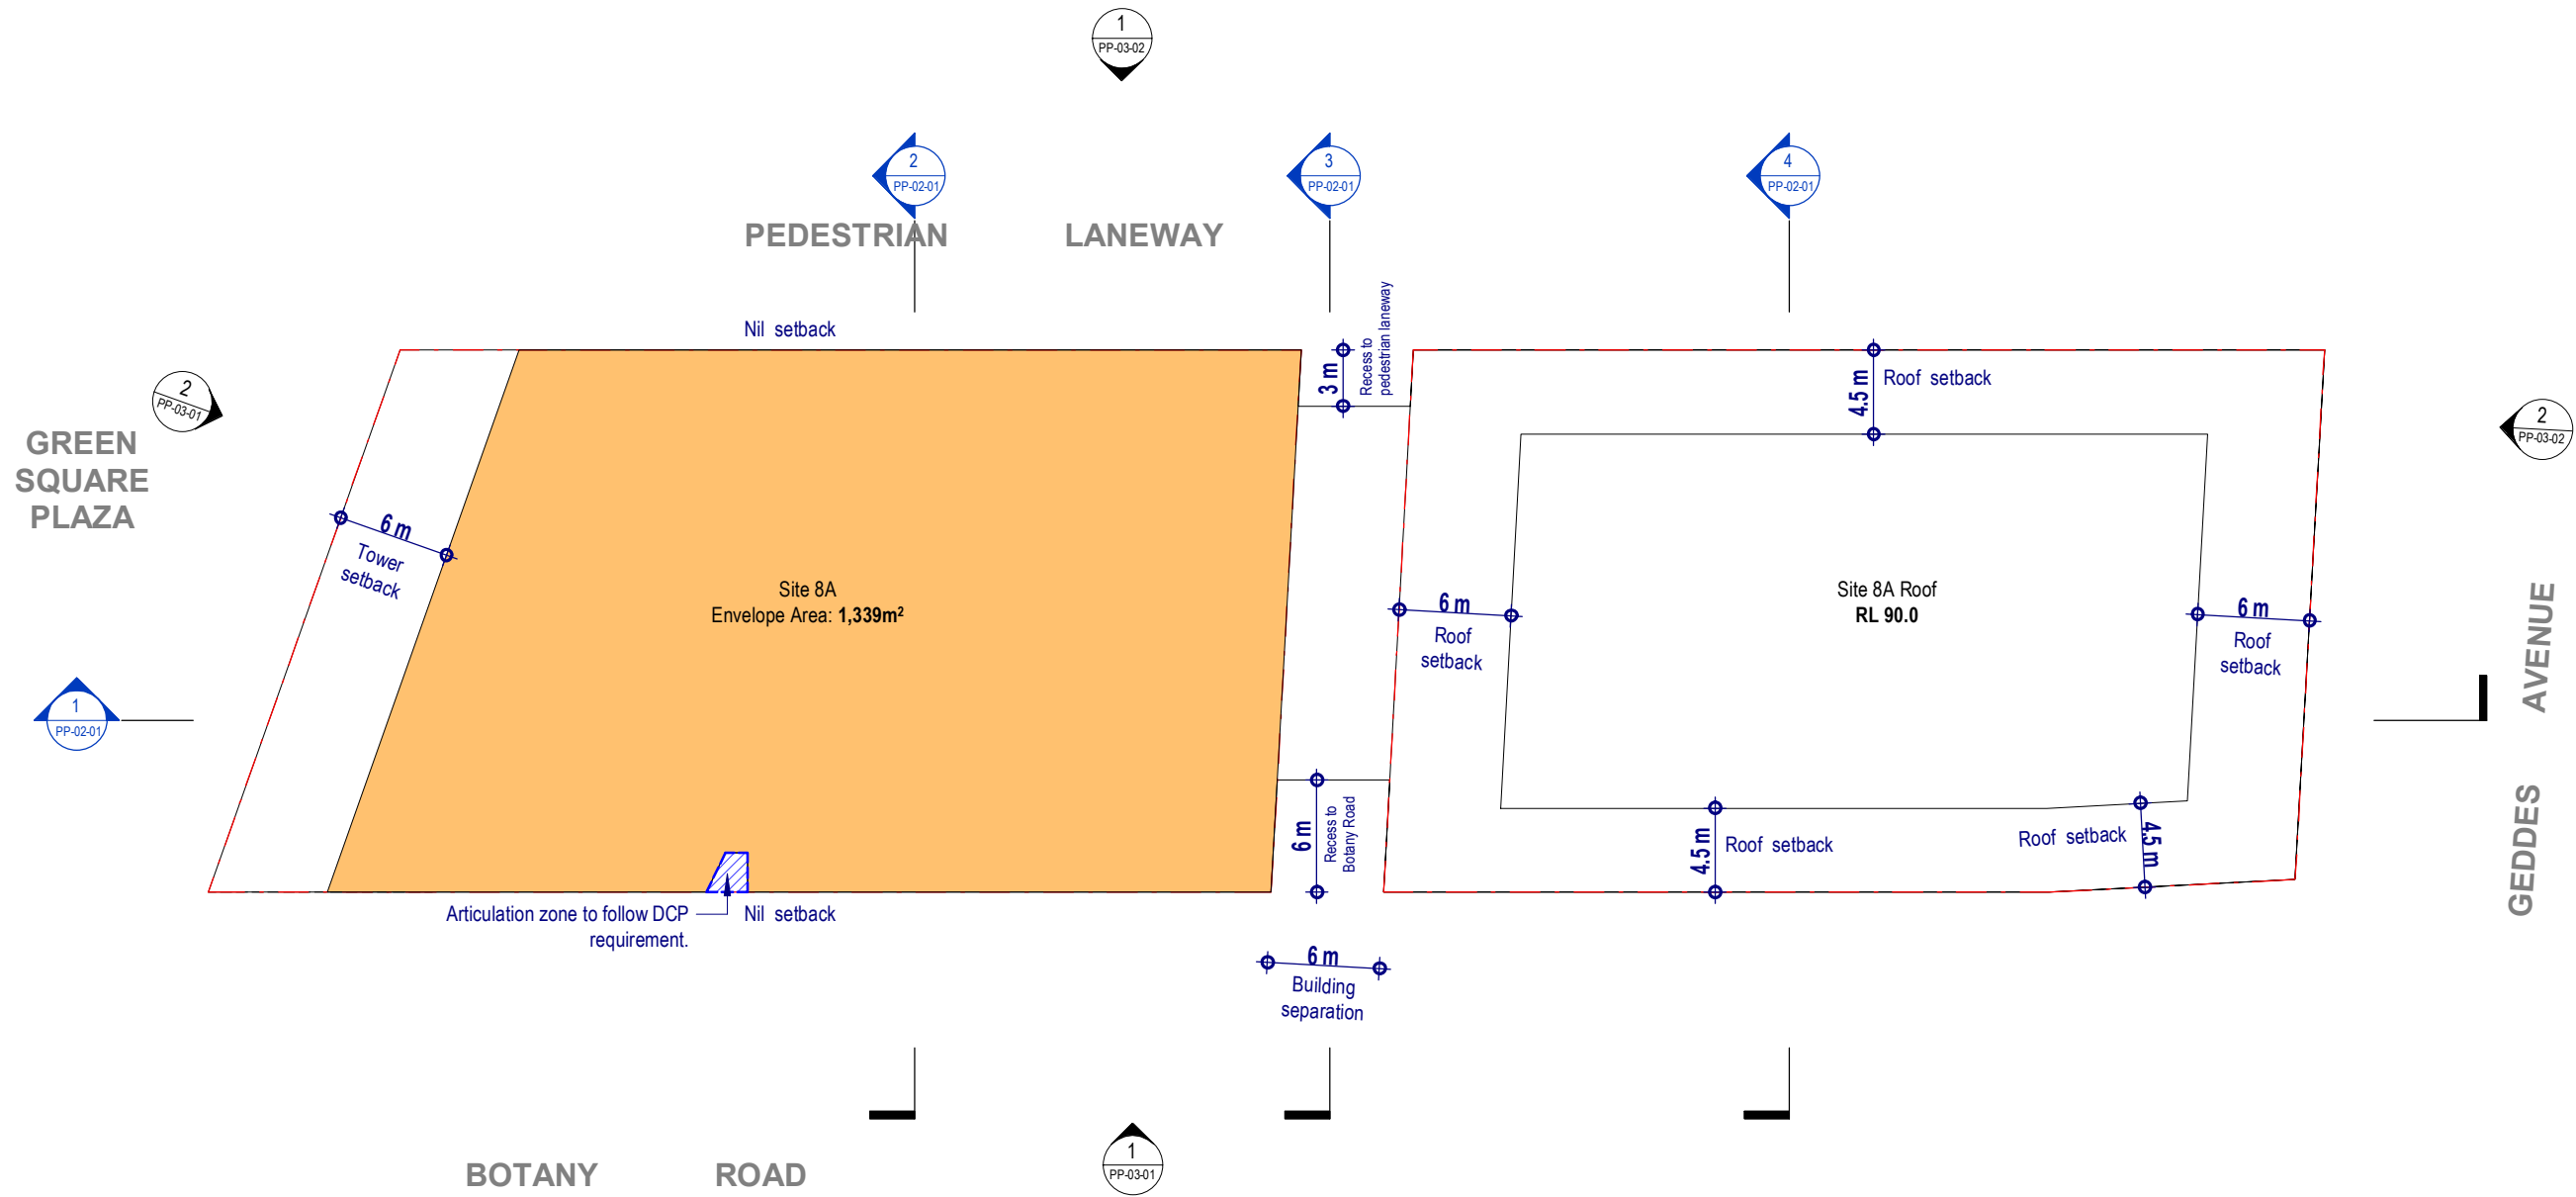 1
PP-03-02
2
PP-02-01
3
PP-02-01
4
PP-02-01
PEDESTRIAN LANEWAY
Nil setback
3 m
Recess to
pedestrian laneway
4.5 m
Roof setback
2
PP-03-01
2
PP-03-02
GREEN
SQUARE
PLAZA
6 m
Tower
setback
Site 8A
Envelope Area: 1,339m²
6 m
Roof
setback
Site 8A Roof
RL 90.0
6 m
Roof
setback
GEDDES AVENUE
1
PP-02-01
6 m
Recess to
Botany Road
4.5 m
Roof setback
Roof setback
4.5 m
Articulation zone to follow DCP
requirement.
Nil setback
6 m
Building
separation
BOTANY ROAD
1
PP-03-01